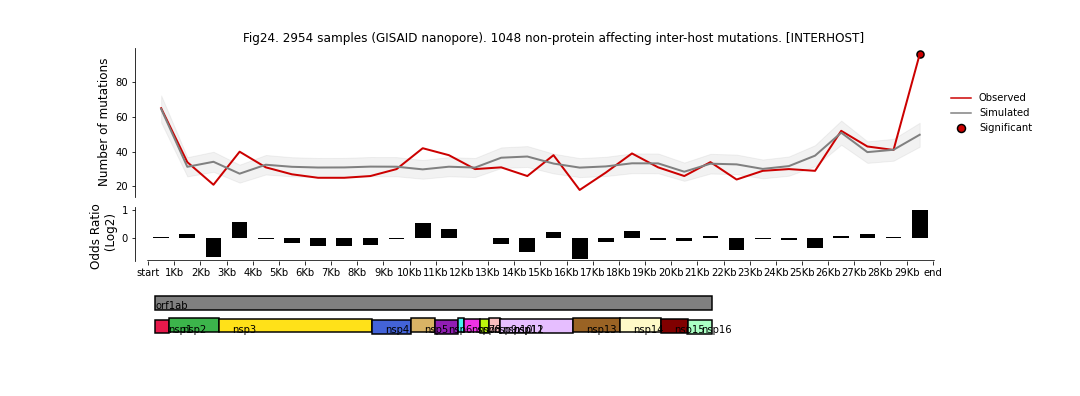 Fig24. 2954 samples (GISAID nanopore). 1048 non-protein affecting inter-host mutations. [INTERHOST]
Number of mutations
80
60
40
20
Observed
Simulated
Significant
Odds Ratio
(Log2)
1
0
start 1Kb 2Kb 3Kb 4Kb 5Kb 6Kb 7Kb 8Kb 9Kb 10Kb 11Kb 12Kb 13Kb 14Kb 15Kb 16Kb 17Kb 18Kb 19Kb 20Kb 21Kb 22Kb 23Kb 24Kb 25Kb 26Kb 27Kb 28Kb 29Kb end
orf1ab
nsp1 nsp2 nsp3 nsp4 nsp5 nsp6 nsp12 nsp13 nsp14 nsp15 nsp16